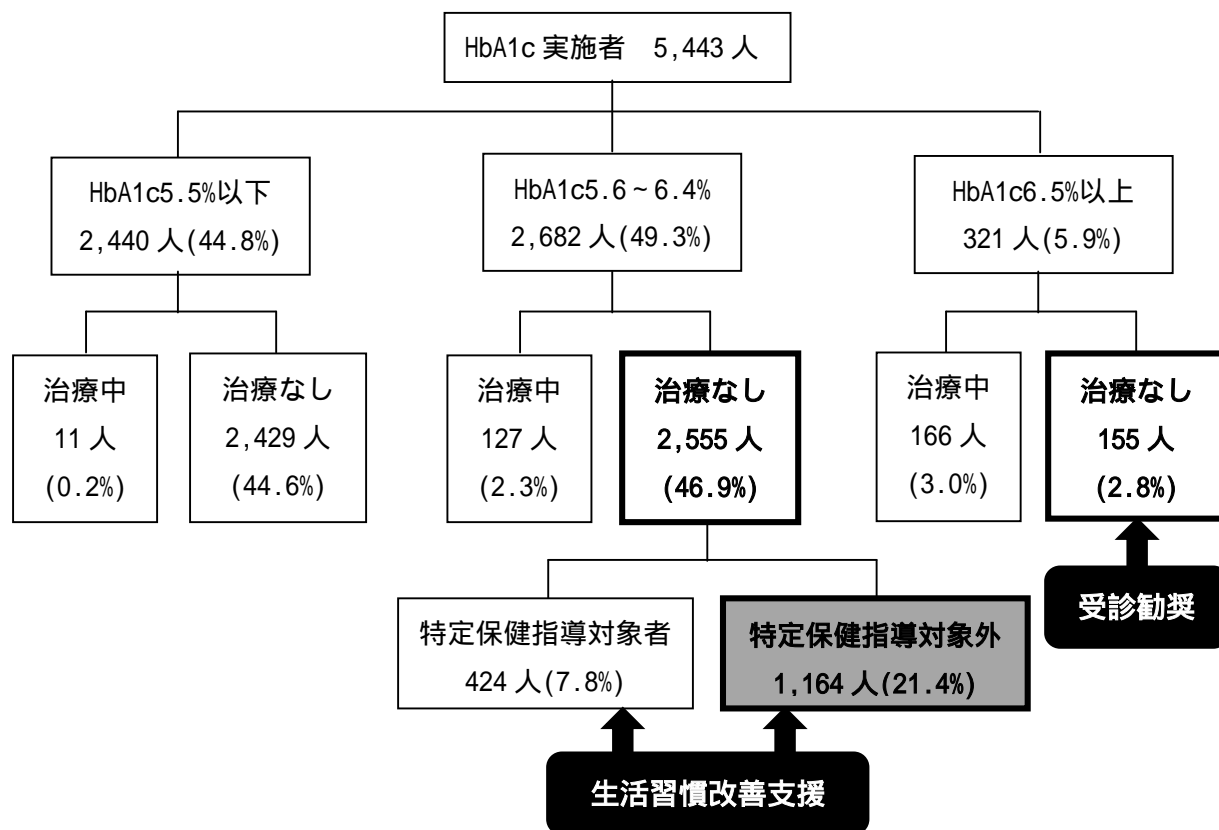 HbA1c 実施者　5,443 人
HbA1c5.5%以下
2,440 人(44.8%)
HbA1c5.6～6.4%
2,682 人(49.3%)
HbA1c6.5%以上
321 人(5.9%)
治療中
11 人
(0.2%)
治療なし
2,429 人
(44.6%)
治療中
127 人
(2.3%)
治療なし
2,555 人
(46.9%)
治療中
166 人
(3.0%)
治療なし
155 人
(2.8%)
受診勧奨
特定保健指導対象者
424 人(7.8%)
特定保健指導対象外
1,164 人(21.4%)
生活習慣改善支援